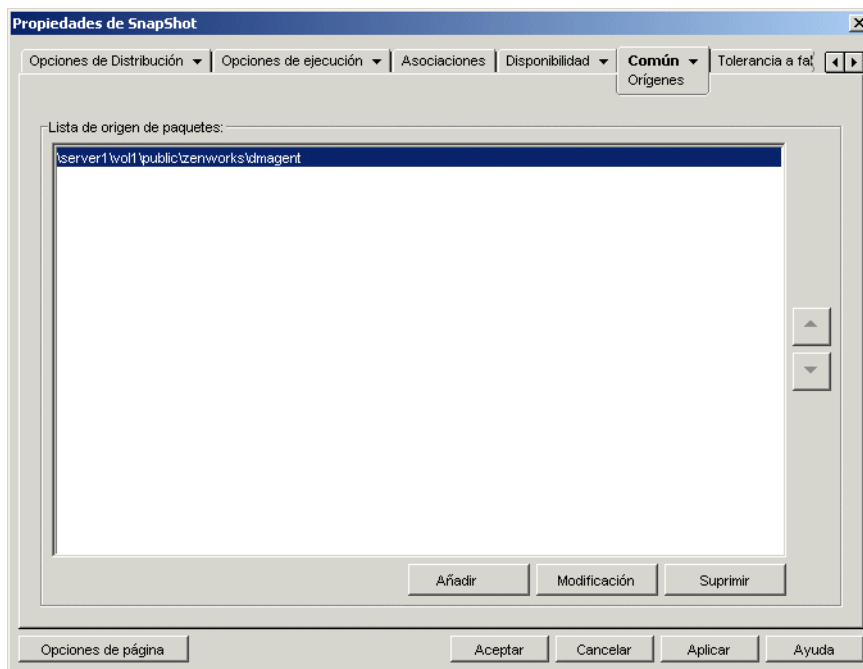 Propiedades de SnapShot
Opciones de Distribución Opciones de ejecución Asociaciones Disponibilidad Común Tolerancia a
Orígenes
Lista de origen de paquetes:
\server1\vol1\public\zenworks\dmagent
Añadir Modificación Suprimir
Opciones de página Aceptar Cancelar Aplicar Ayuda